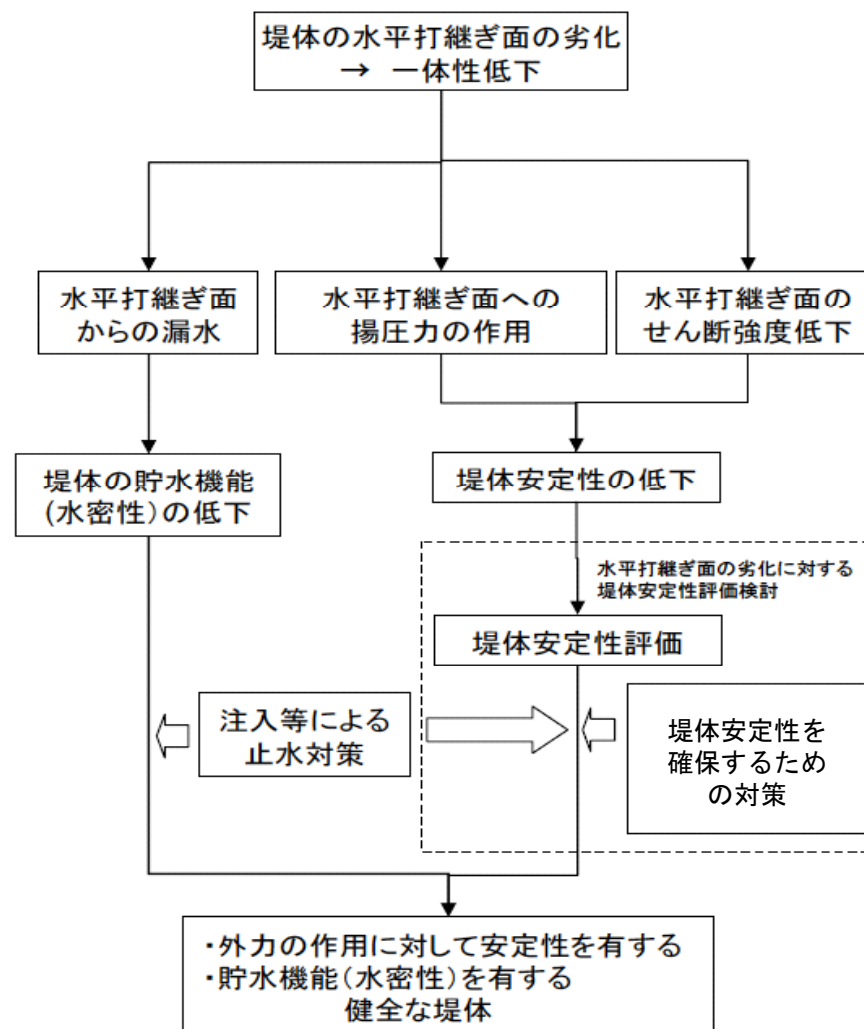 堤体の水平打継ぎ面の劣化
→ 一体性低下
水平打継ぎ面
からの漏水
水平打継ぎ面への
揚圧力の作用
水平打継ぎ面の
せん断強度低下
堤体の貯水機能
(水密性)の低下
堤体安定性の低下
水平打継ぎ面の劣化に対する
堤体安定性評価検討
堤体安定性評価
注入等による
止水対策
堤体安定性を
確保するため
の対策
・外力の作用に対して安定性を有する
・貯水機能(水密性)を有する
健全な堤体